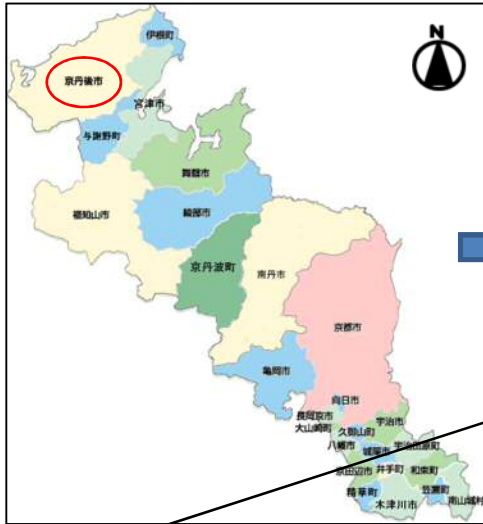 N
伊根町
京丹後市
宮津市
与謝野町
舞鶴市
福知山市
綾部市
京丹波町
南丹市
京都市
亀岡市
向日市
長岡京市
宇治市
大山崎町
久御山町
八幡市
城陽市
宇治田原町
京田辺市
井手町
和束町
精華町
笠置町
南山城村
木津川市